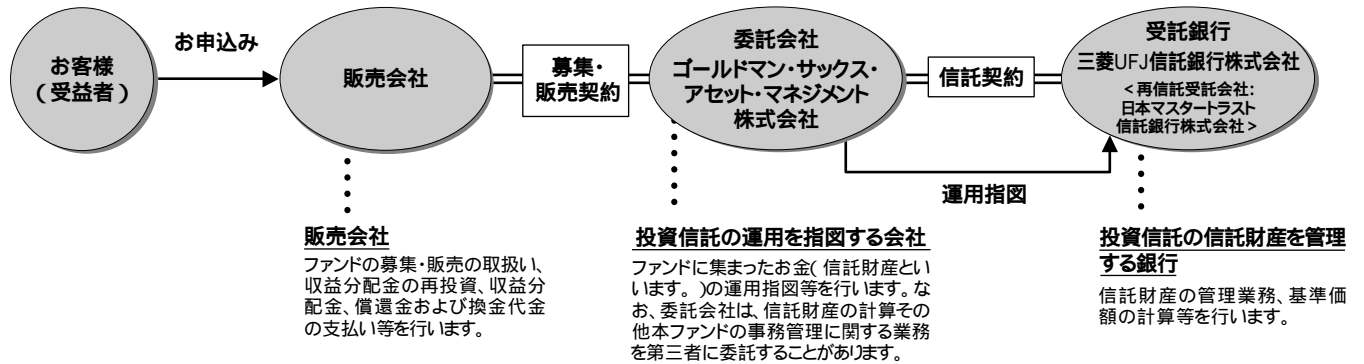 お客様
(受益者)
お申込み
販売会社
募集・
販売契約
委託会社
ゴールドマン・サックス・
アセット・マネジメント
株式会社
信託契約
受託銀行
三菱UFJ信託銀行株式会社
<再信託受託会社:
日本マスタートラスト
信託銀行株式会社>
運用指図
販売会社
ファンドの募集・販売の取扱い、
収益分配金の再投資、収益分
配金、償還金および換金代金
の支払い等を行います。
投資信託の運用を指図する会社
ファンドに集まったお金(信託財産とい
います。)の運用指図等を行います。な
お、委託会社は、信託財産の計算その
他本ファンドの事務管理に関する業務
を第三者に委託することがあります。
投資信託の信託財産を管理
する銀行
信託財産の管理業務、基準価
額の計算等を行います。